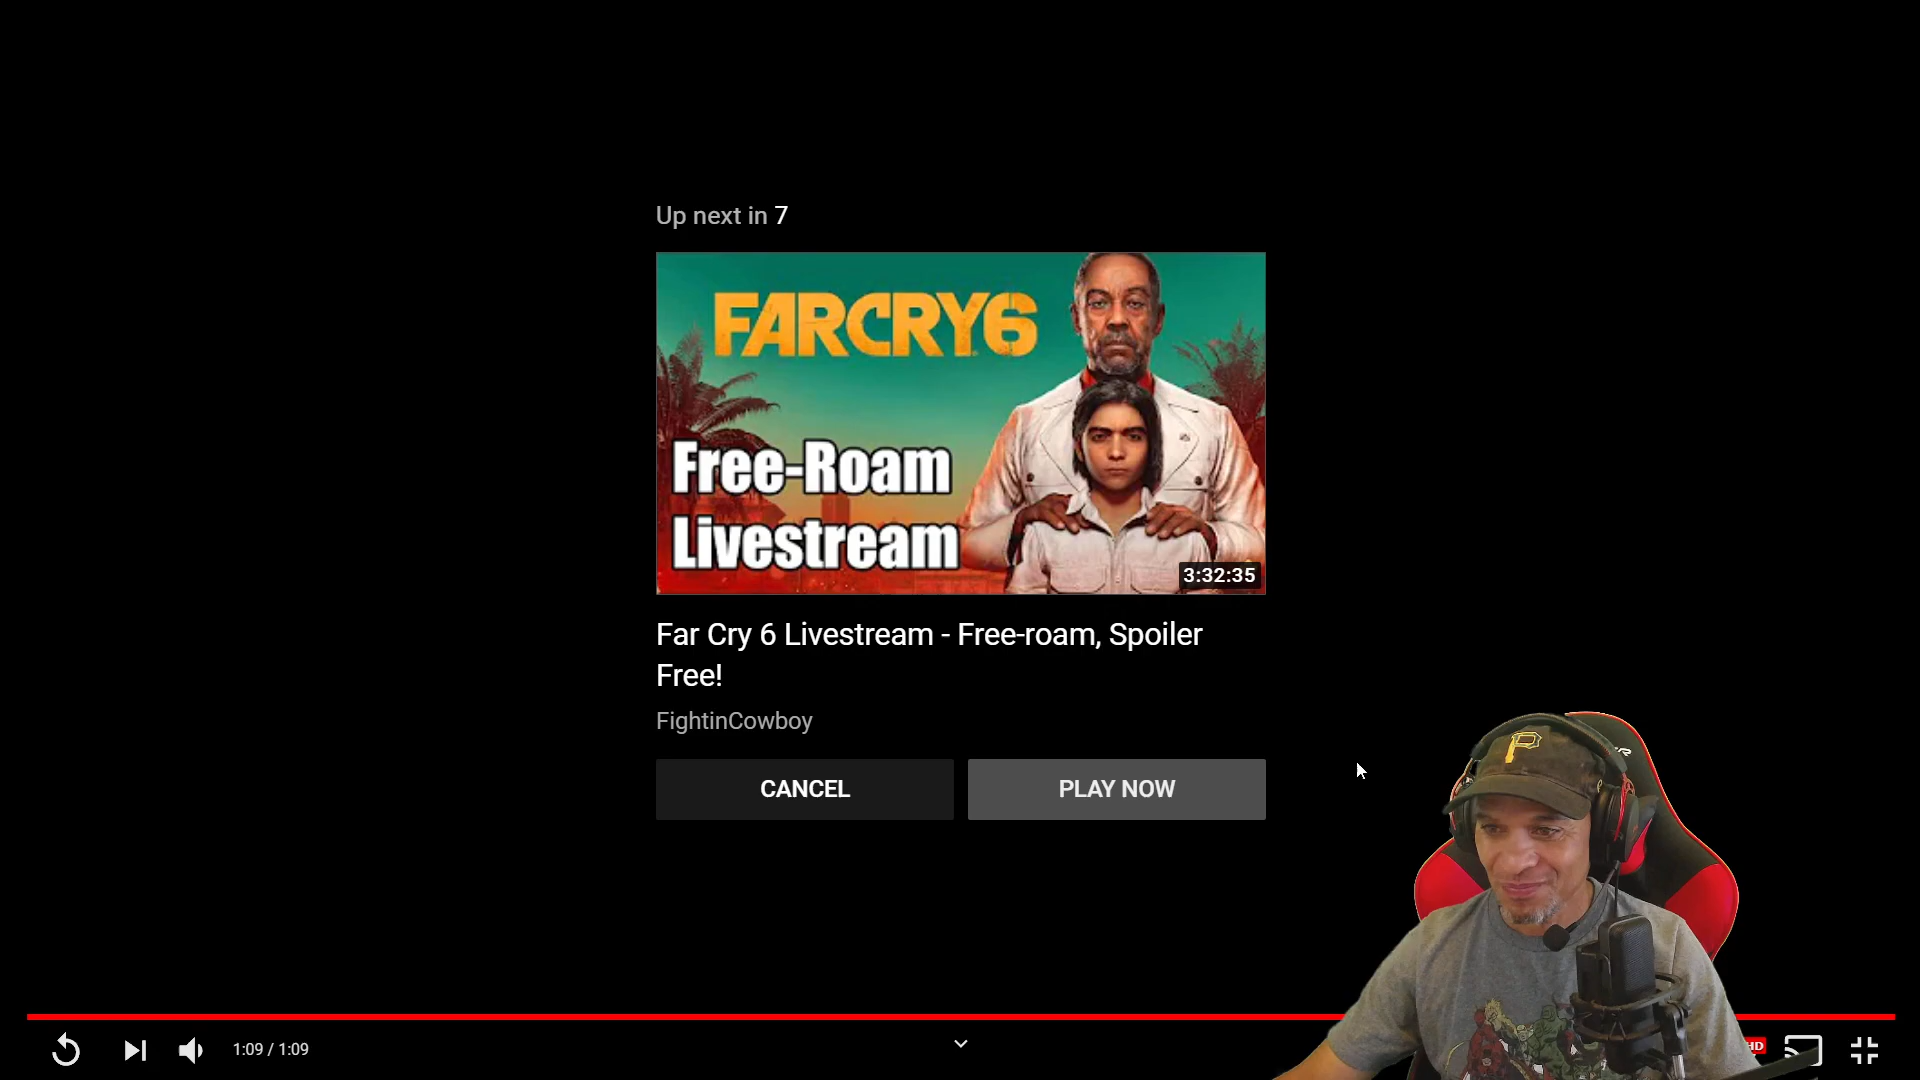 Up next in 7
FARCRY6
Free-Roam
Livestream
3:32:35
Far Cry 6 Livestream - Free-roam, Spoiler
Free!
FightinCowboy
CANCEL
PLAY NOW
P
1:09 / 1:09
HD